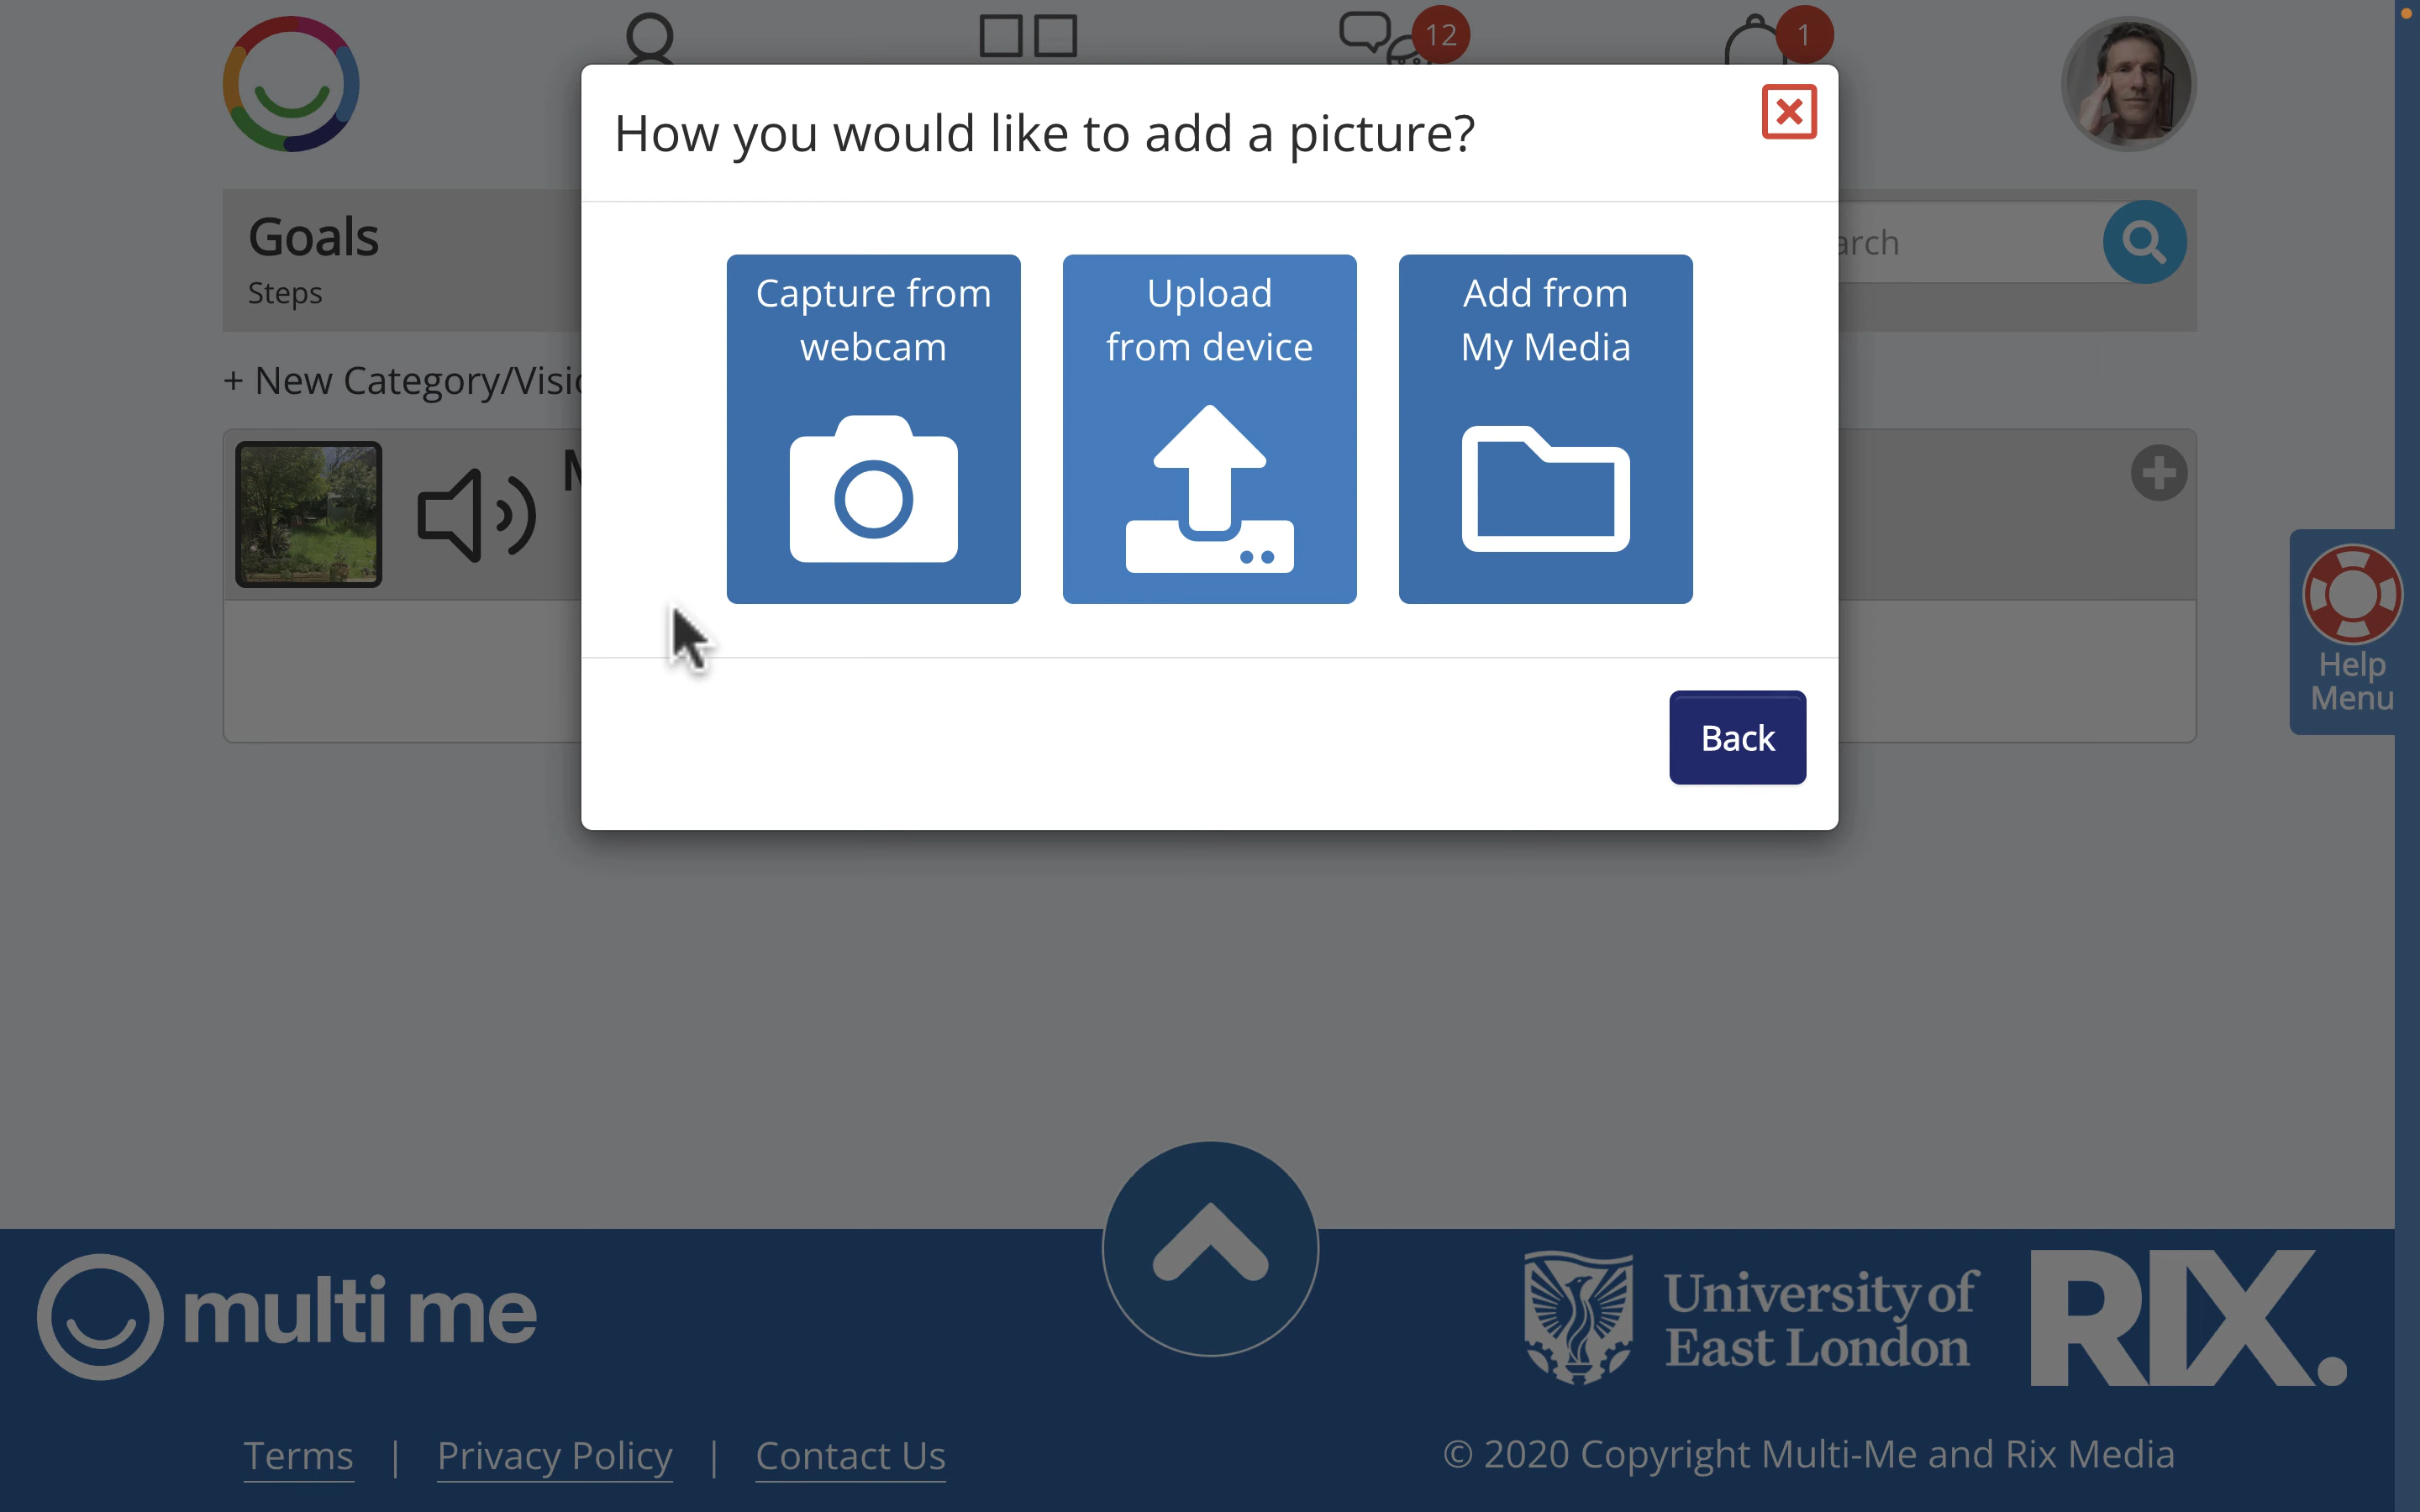 12
1
How you would like to add a picture?
Goals
Steps
arch
+ New Category/Visi
Capture from
webcam
Upload
from device
Add from
My Media
Help
Menu
Back
multi me
University of
East London
RIX.
Terms | Privacy Policy | Contact Us
© 2020 Copyright Multi-Me and Rix Media